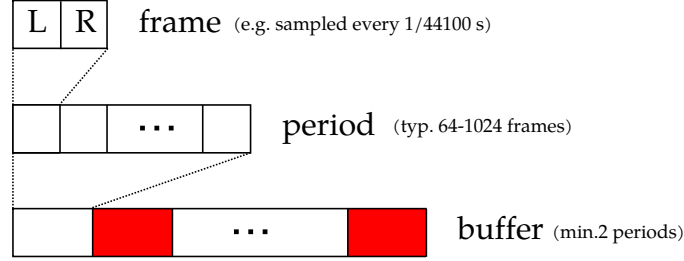 L R frame (e.g. sampled every 1/44100 s)
... period (typ. 64-1024 frames)
... buffer (min.2 periods)